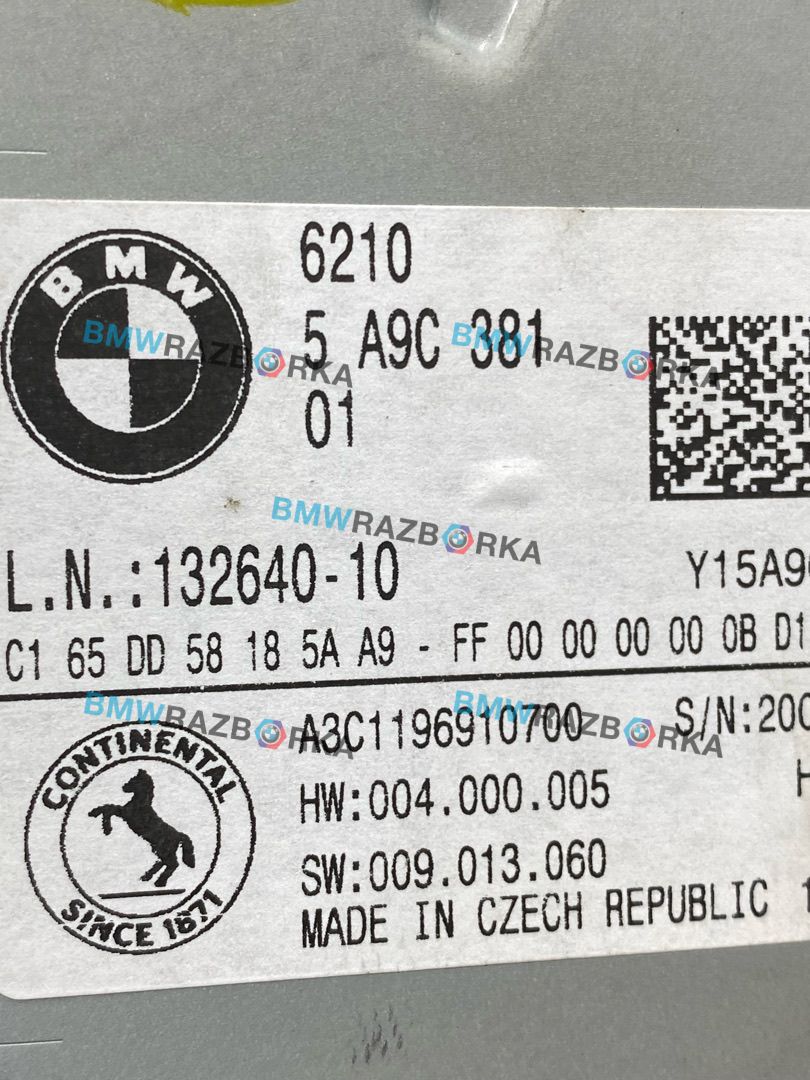 BMW
6210
5 A9C 381
01
BMWRAZBORKA
BMWRAZBORKA
BMWRAZBORKA
L.N.:132640-10
Y15A9
C1 65 DD 58 18 5A A9 - FF 00 00 00 00 0B D1
BMWRAZBORKA
BMWRAZBORKA
CONTINENTAL
SINCE 1871
A3C1196910700
S/N:200
HW:004.000.005
H
SW:009.013.060
MADE IN CZECH REPUBLIC 1